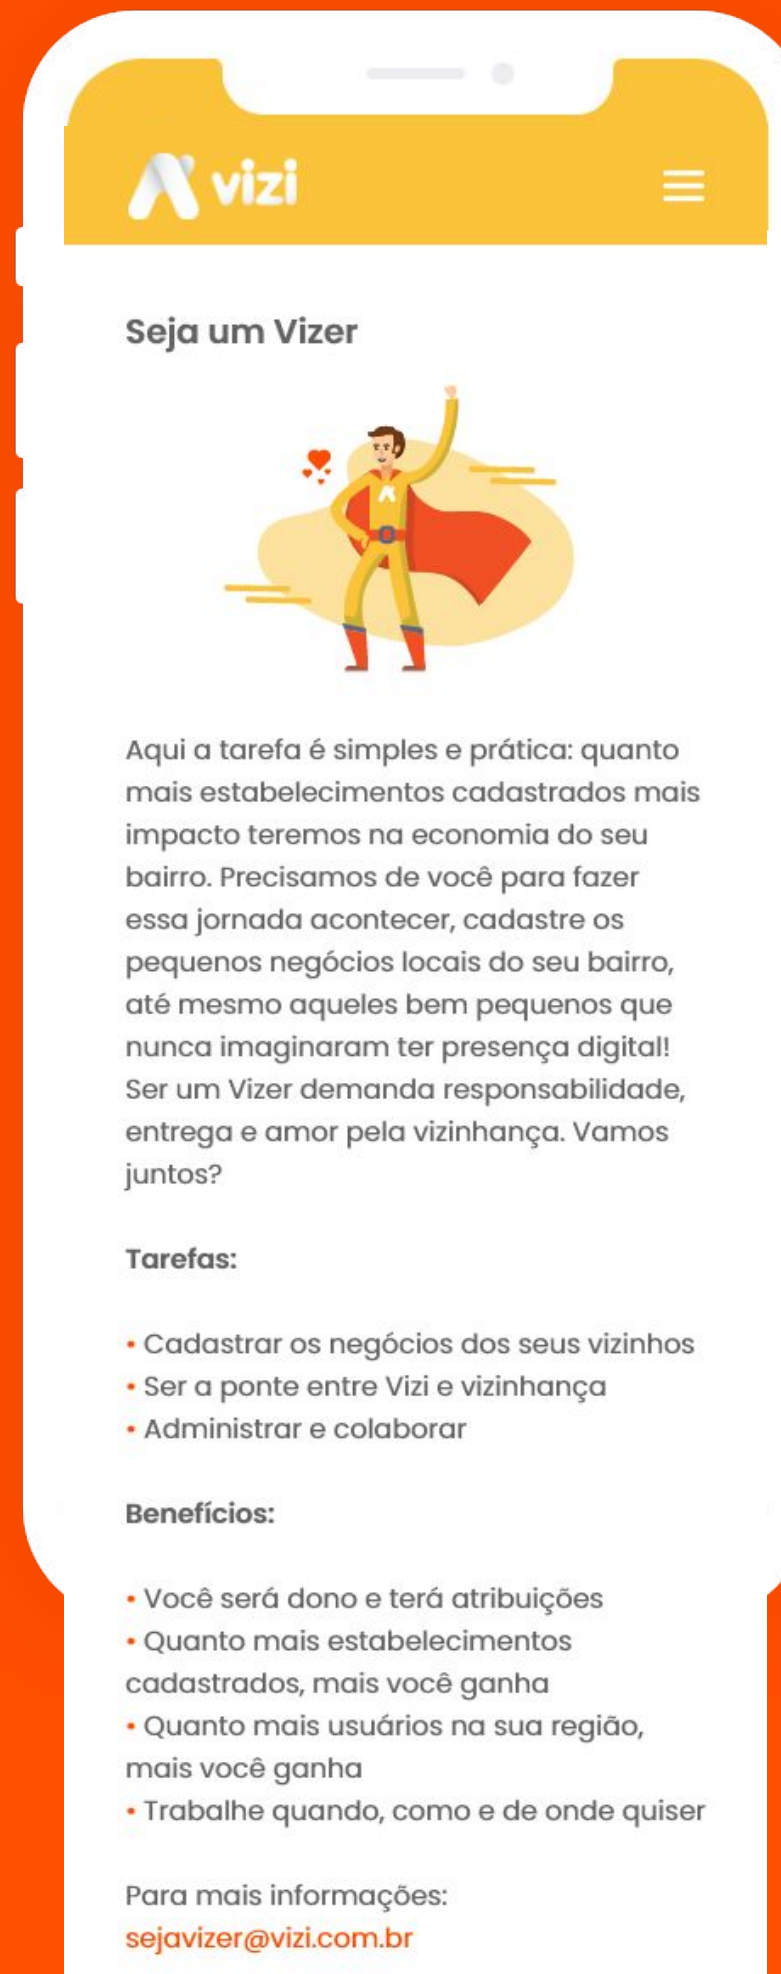 vizi
Seja um Vizer
Aqui a tarefa é simples e prática: quanto
mais estabelecimentos cadastrados mais
impacto teremos na economia do seu
bairro. Precisamos de você para fazer
essa jornada acontecer, cadastre os
pequenos negócios locais do seu bairro,
até mesmo aqueles bem pequenos que
nunca imaginaram ter presença digital!
Ser um Vizer demanda responsabilidade,
entrega e amor pela vizinhança. Vamos
juntos?
Tarefas:
• Cadastrar os negócios dos seus vizinhos
• Ser a ponte entre Vizi e vizinhança
• Administrar e colaborar
Benefícios:
• Você será dono e terá atribuições
• Quanto mais estabelecimentos
cadastrados, mais você ganha
• Quanto mais usuários na sua região,
mais você ganha
• Trabalhe quando, como e de onde quiser
Para mais informações:
sejavizer@vizi.com.br